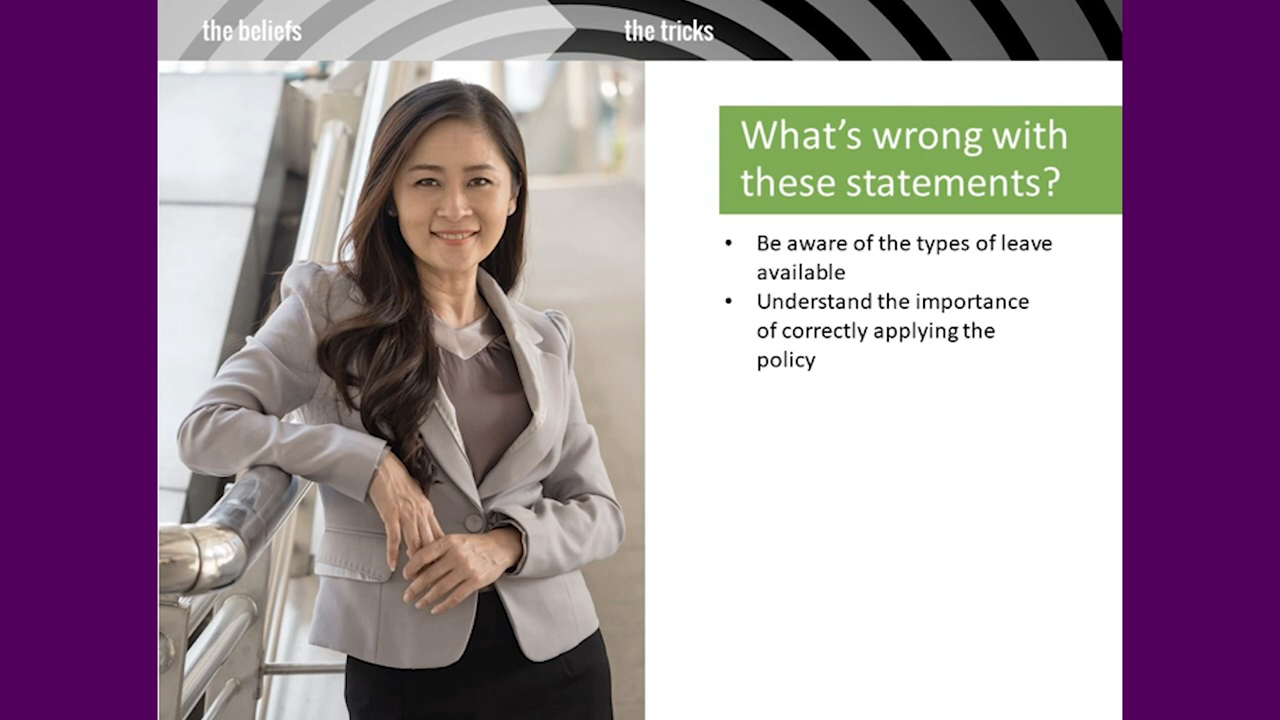 the beliefs
the tricks
What's wrong with
these statements?
• Be aware of the types of leave
available
• Understand the importance
of correctly applying the
policy